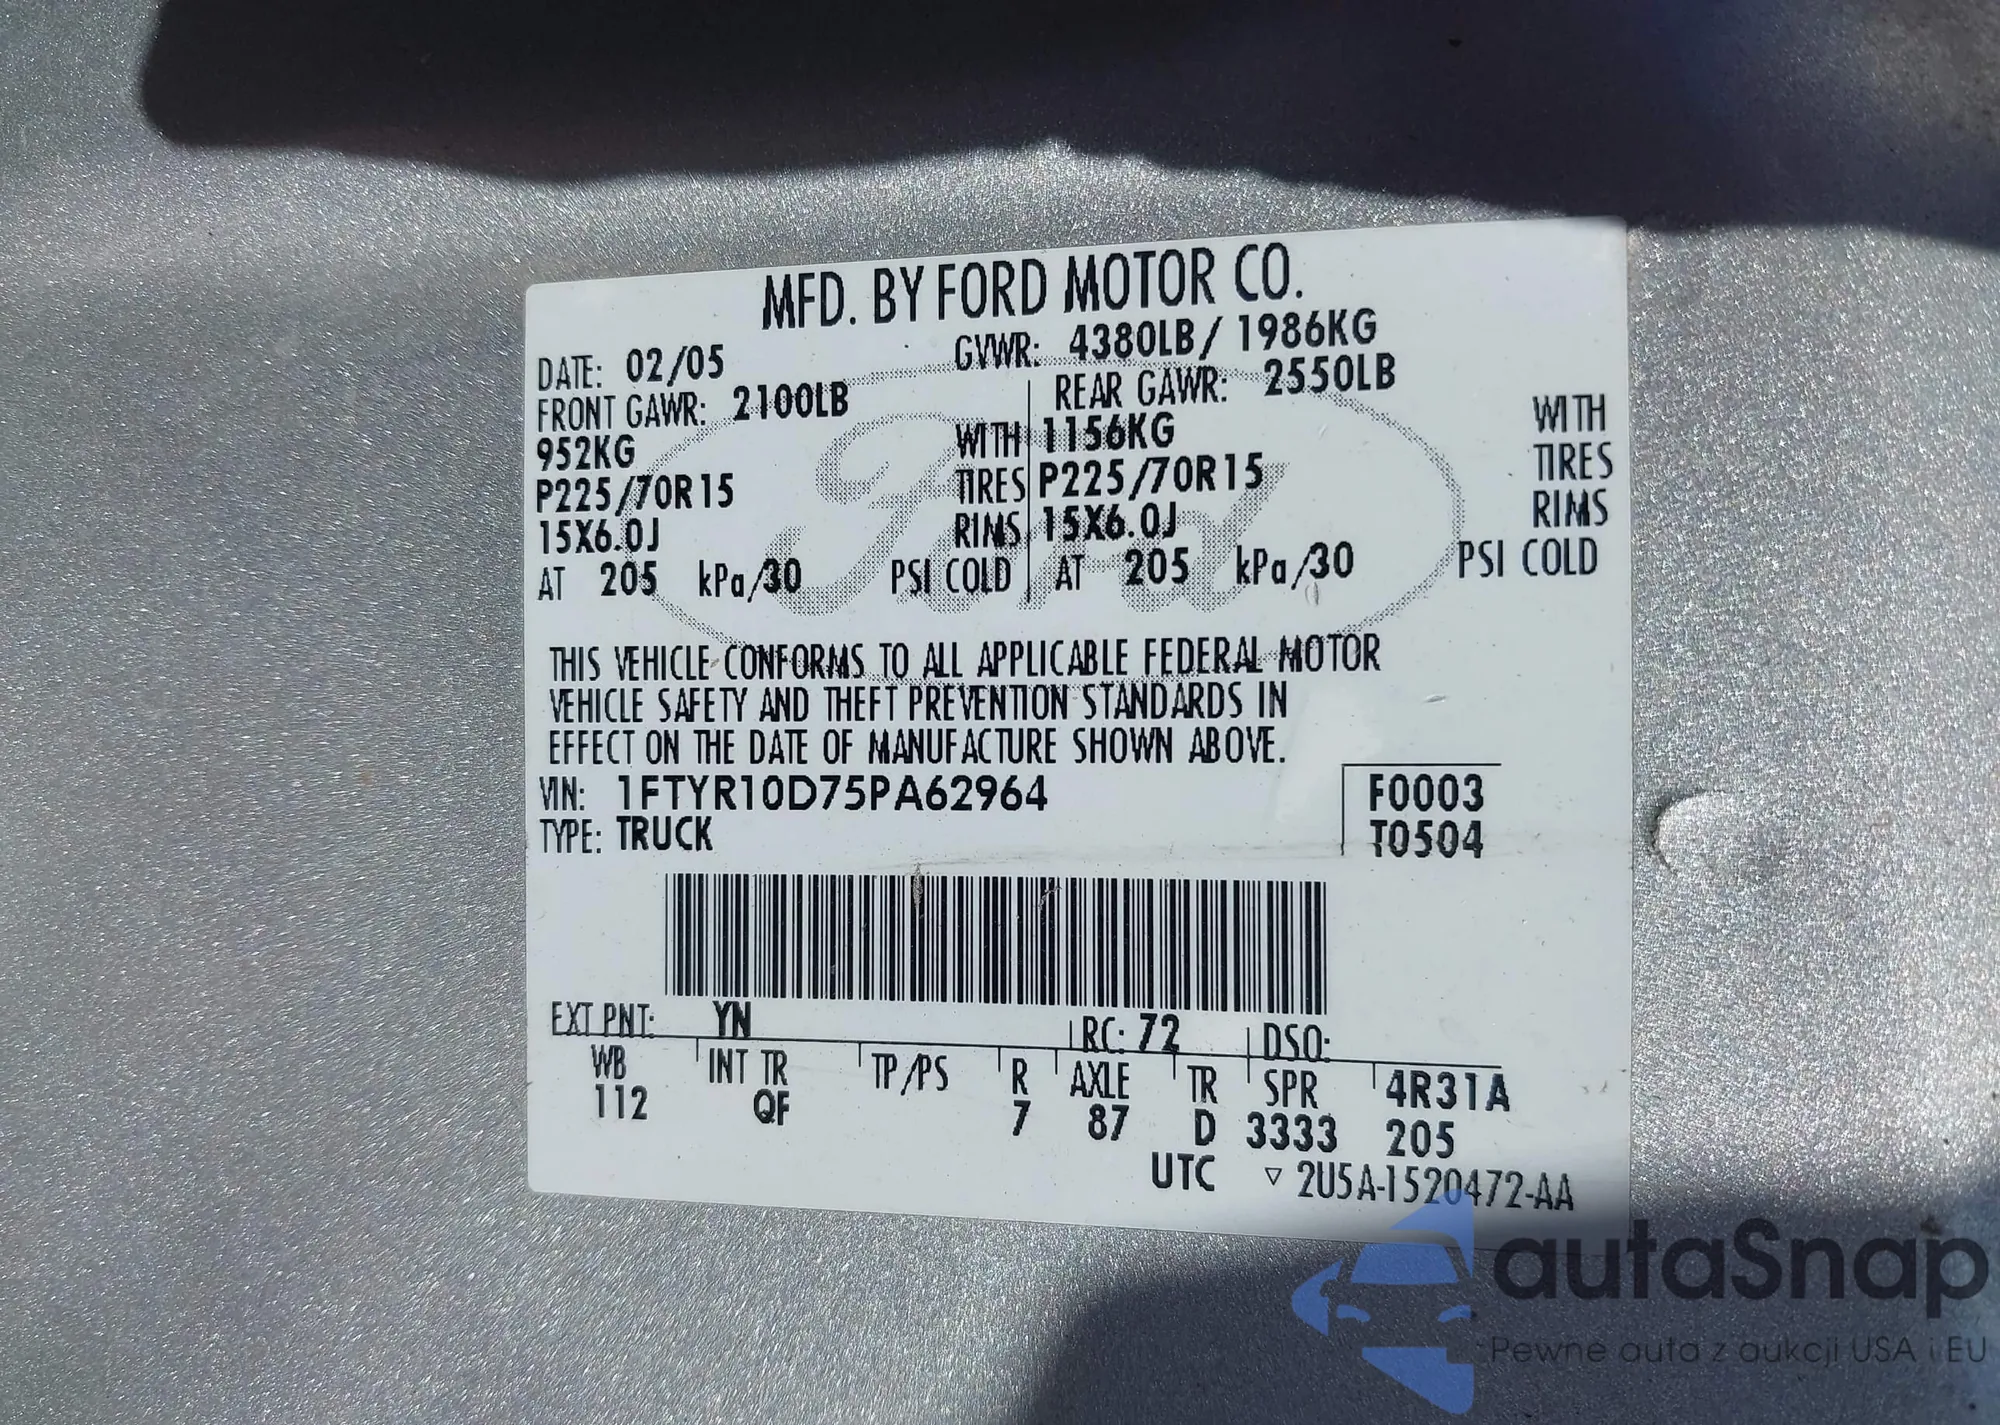 MFD. BY FORD MOTOR CO.
DATE: 02/05 GVWR: 4380LB/ 1986KG
FRONT GAWR: 2100LB REAR GAWR: 2550LB
952KG WITH 1156KG WITH
P225/70R15 TIRES P225/70R15 TIRES
15X6.0J RIMS 15X6.0J RIMS
AT 205 kPa/30 PSI COLD AT 205 kPa/30 PSI COLD
Ford
THIS VEHICLE CONFORMS TO ALL APPLICABLE FEDERAL MOTOR
VEHICLE SAFETY AND THEFT PREVENTION STANDARDS IN
EFFECT ON THE DATE OF MANUFACTURE SHOWN ABOVE.
VIN: 1FTYR10D75PA62964 F0003
TYPE: TRUCK T0504
EXT PNT: YN RC: 72 DSO:
WB INT TR TP/PS R AXLE TR SPR 4R31A
112 QF 7 87 D 3333 205
UTC ▽ 2U5A-1520472-AA
autaSnap
Pewne auta z aukcji USA i EU